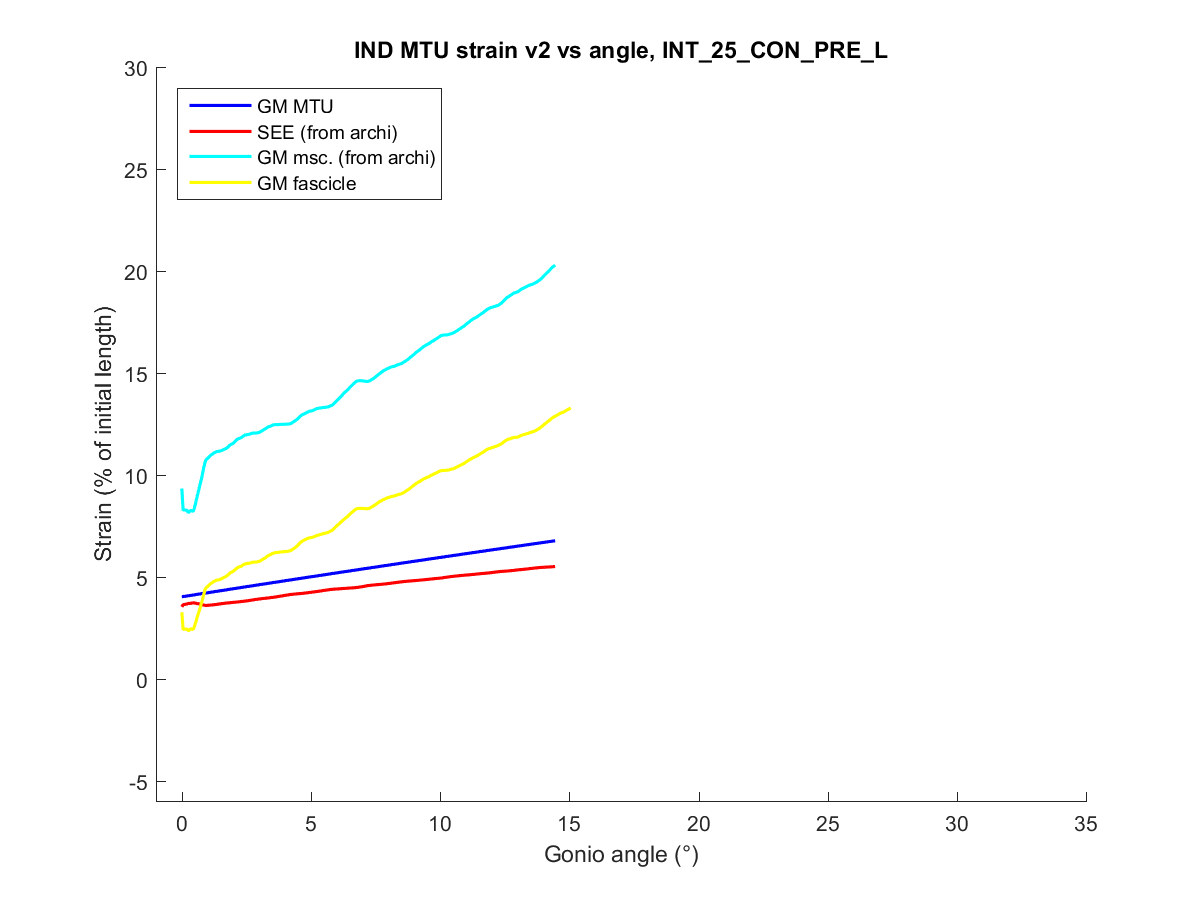 IND MTU strain v2 vs angle, INT_25_CON_PRE_L
30
25
20
15
10
5
0
-5
GM MTU
SEE (from archi)
GM msc. (from archi)
GM fascicle
Strain (% of initial length)
0 5 10 15 20 25 30 35
Gonio angle (°)